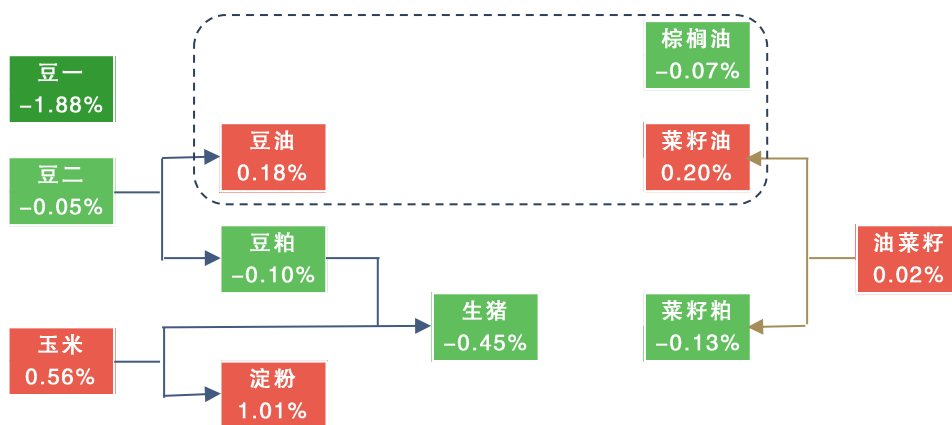 棕榈油
-0.07%
豆一
-1.88%
豆油
0.18%
菜籽油
0.20%
豆二
-0.05%
豆粕
-0.10%
油菜籽
0.02%
生猪
-0.45%
菜籽粕
-0.13%
玉米
0.56%
淀粉
1.01%